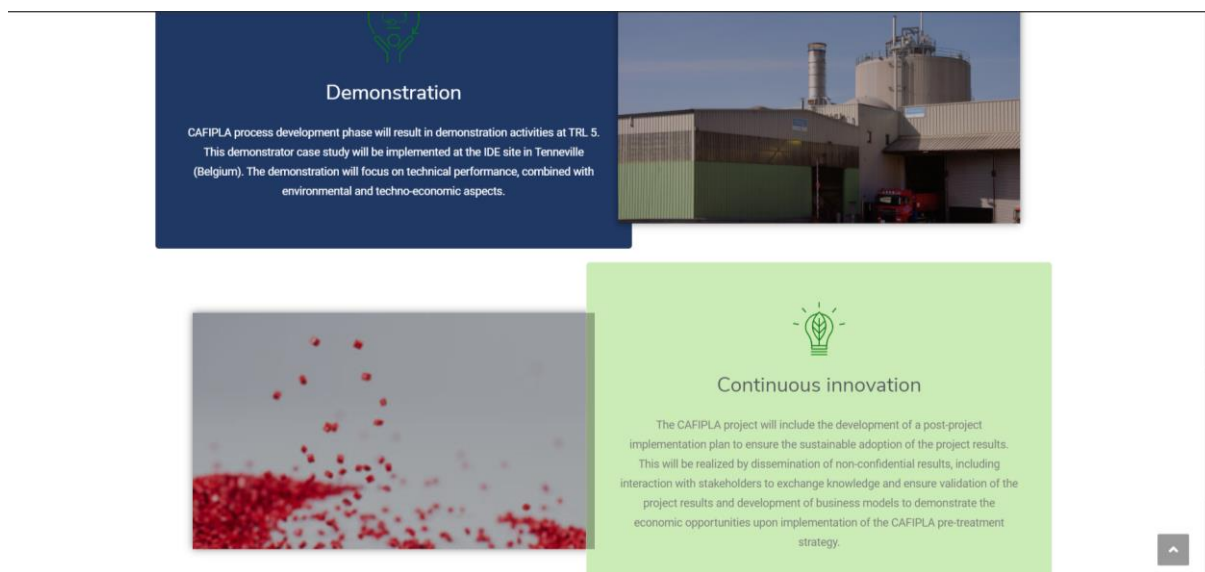 Demonstration
CAFIPLA process development phase will result in demonstration activities at TRL 5.
This demonstrator case study will be implemented at the IDE site in Tenneville
(Belgium). The demonstration will focus on technical performance, combined with
environmental and techno-economic aspects.
Continuous innovation
The CAFIPLA project will include the development of a post-project
implementation plan to ensure the sustainable adoption of the project results.
This will be realized by dissemination of non-confidential results, including
interaction with stakeholders to exchange knowledge and ensure validation of the
project results and development of business models to demonstrate the
economic opportunities upon implementation of the CAFIPLA pre-treatment
strategy.